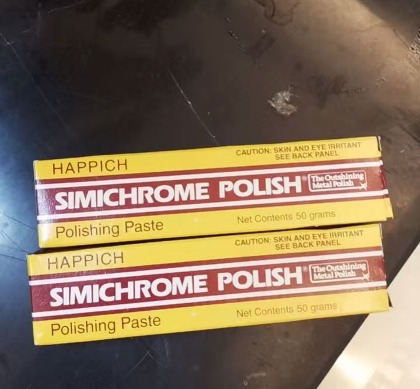 HAPPICH
CAUTION: SKIN AND EYE IRRITANT
SEE BACK PANEL
SIMICHROME POLISH®
The Outshining
Metal Polish
Polishing Paste
Net Contents 50 grams
HAPPICH
CAUTION: SKIN AND EYE IRRITANT
SEE BACK PANEL
SIMICHROME POLISH®
The Outshining
Metal Polish
Polishing Paste
Net Contents 50 grams